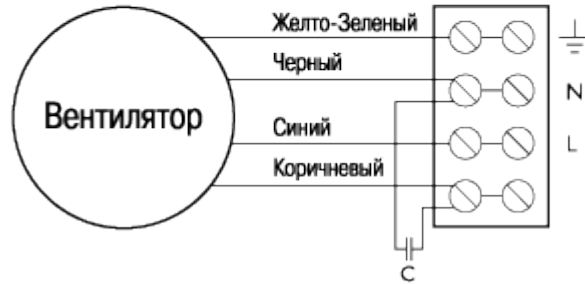 Желто-Зеленый
Черный
N
Вентилятор
Синий
L
Коричневый
C